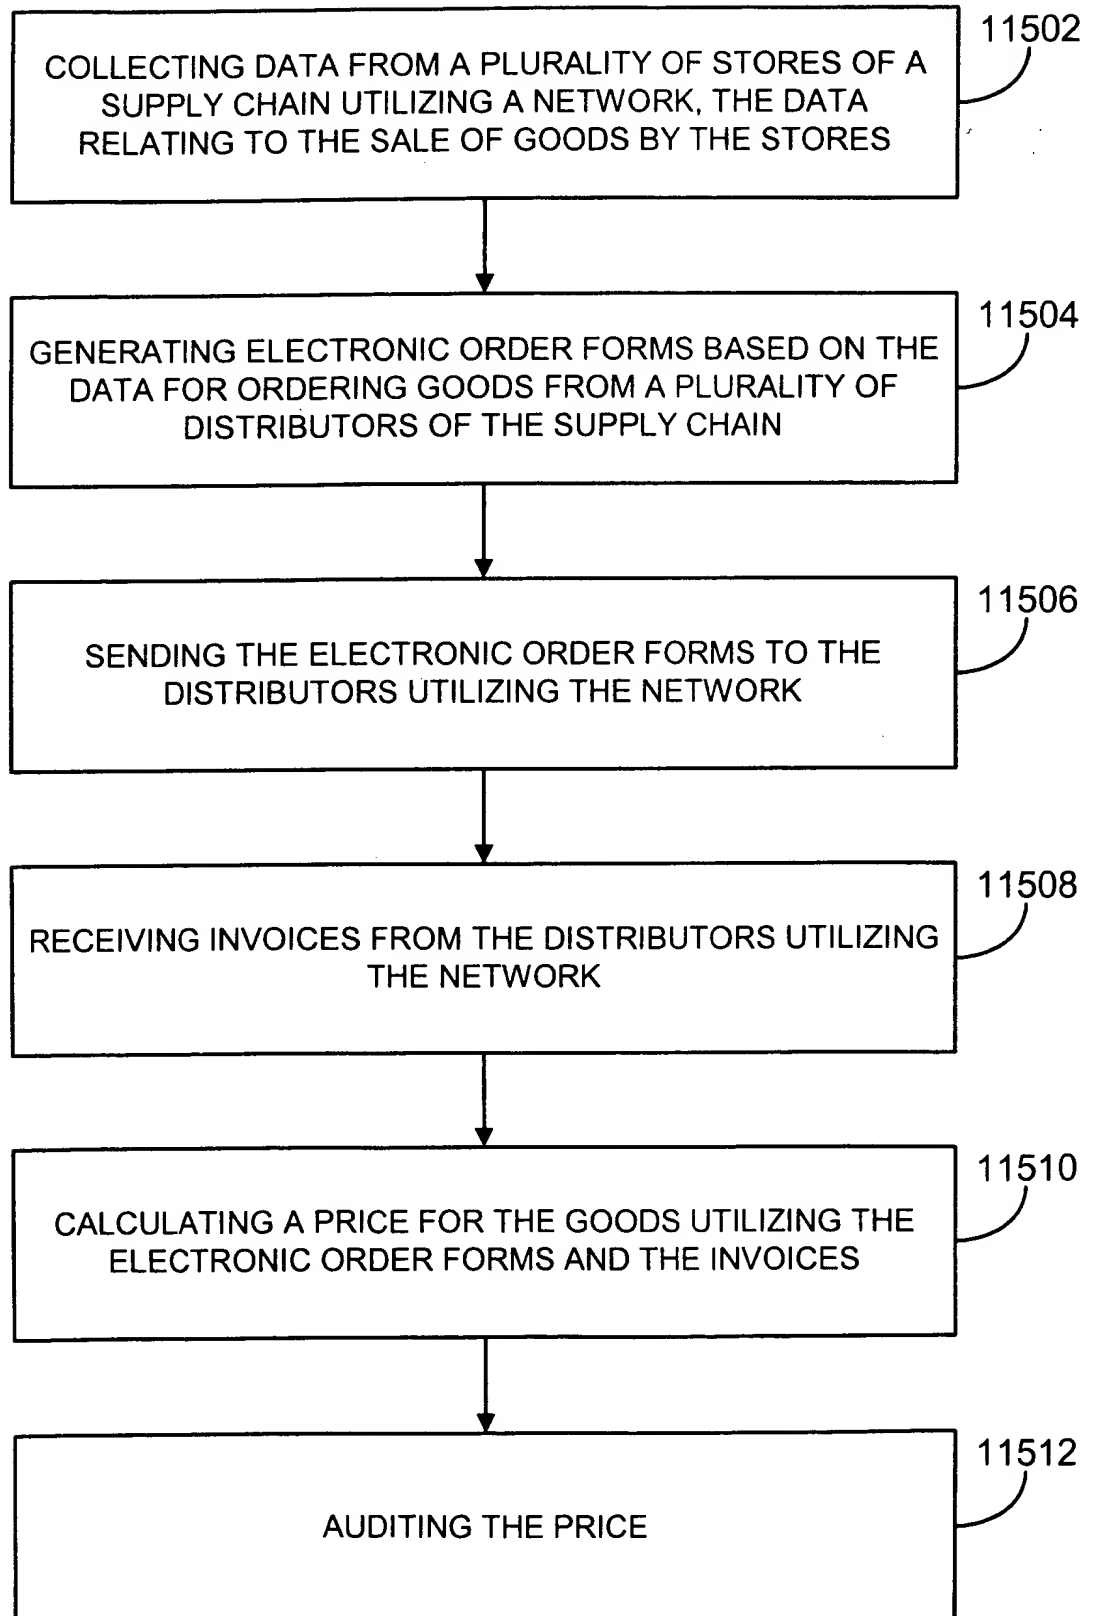 11502
COLLECTING DATA FROM A PLURALITY OF STORES OF A
SUPPLY CHAIN UTILIZING A NETWORK, THE DATA
RELATING TO THE SALE OF GOODS BY THE STORES
11504
GENERATING ELECTRONIC ORDER FORMS BASED ON THE
DATA FOR ORDERING GOODS FROM A PLURALITY OF
DISTRIBUTORS OF THE SUPPLY CHAIN
11506
SENDING THE ELECTRONIC ORDER FORMS TO THE
DISTRIBUTORS UTILIZING THE NETWORK
11508
RECEIVING INVOICES FROM THE DISTRIBUTORS UTILIZING
THE NETWORK
11510
CALCULATING A PRICE FOR THE GOODS UTILIZING THE
ELECTRONIC ORDER FORMS AND THE INVOICES
11512
AUDITING THE PRICE